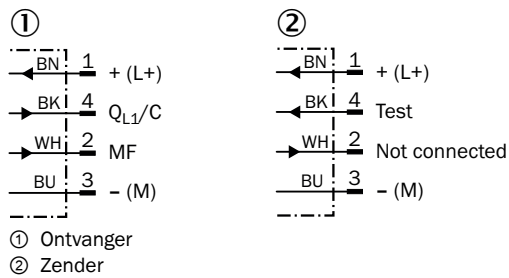 ① ②
BN 1 + (L+) BN 1 + (L+)
BK 4 QL1/C BK 4 Test
WH 2 MF WH 2 Not connected
BU 3 – (M) BU 3 – (M)
① Ontvanger
② Zender